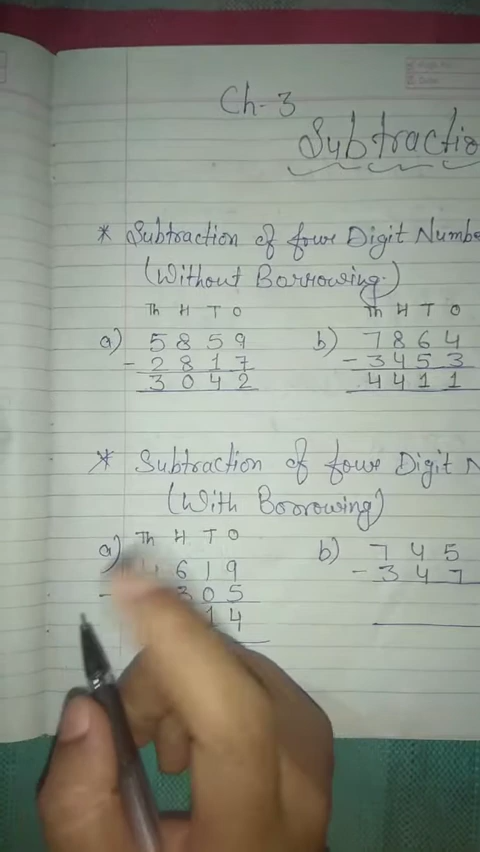 Ch-3
Subtractio
* Subtraction of four Digit Numbe
(Without Borrowing.)
Th H T O
a) 5 8 5 9
- 2 8 1 7
3 0 4 2
Th H T O
b) 7 8 6 4
- 3 4 5 3
4 4 1 1
* Subtraction of four Digit N
(With Borrowing)
Th H T O
a) 4 6 1 9
- 3 0 5
1 4
b) 7 4 5
- 3 4 7